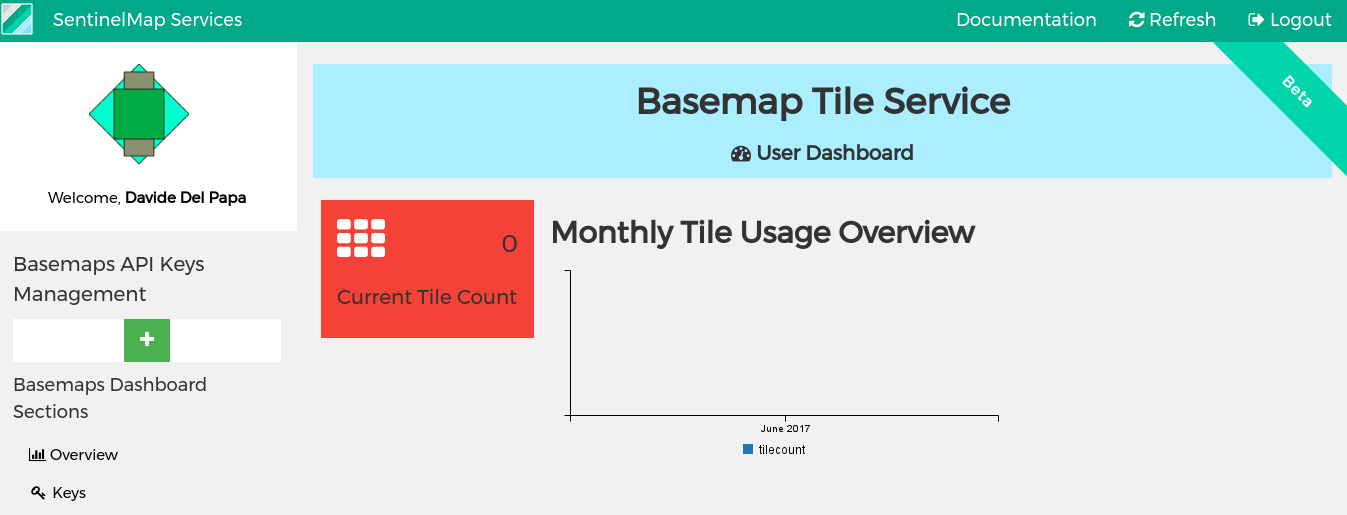 SentinelMap Services
Documentation
Refresh
Logout
Beta
Welcome, Davide Del Papa
Basemaps API Keys
Management
Basemaps Dashboard
Sections
Overview
Keys
Basemap Tile Service
User Dashboard
0
Current Tile Count
Monthly Tile Usage Overview
June 2017
tilecount